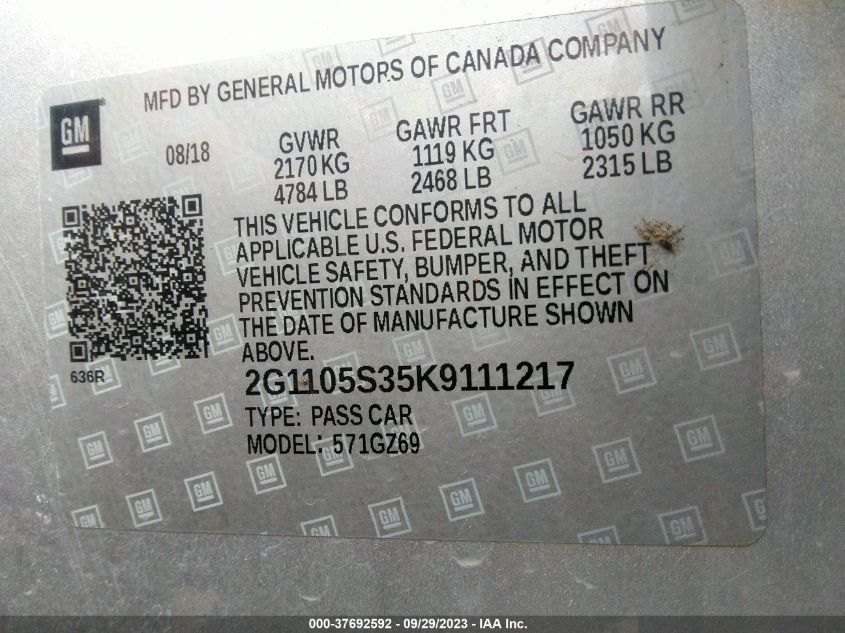 MFD BY GENERAL MOTORS OF CANADA COMPANY
GM
08/18
GVWR
2170 KG
4784 LB
GAWR FRT
1119 KG
2468 LB
GAWR RR
1050 KG
2315 LB
THIS VEHICLE CONFORMS TO ALL
APPLICABLE U.S. FEDERAL MOTOR
VEHICLE SAFETY, BUMPER, AND THEFT
PREVENTION STANDARDS IN EFFECT ON
THE DATE OF MANUFACTURE SHOWN
ABOVE.
636R
2G1105S35K9111217
TYPE: PASS CAR
MODEL: 571GZ69
000-37692592 - 09/29/2023 - IAA Inc.